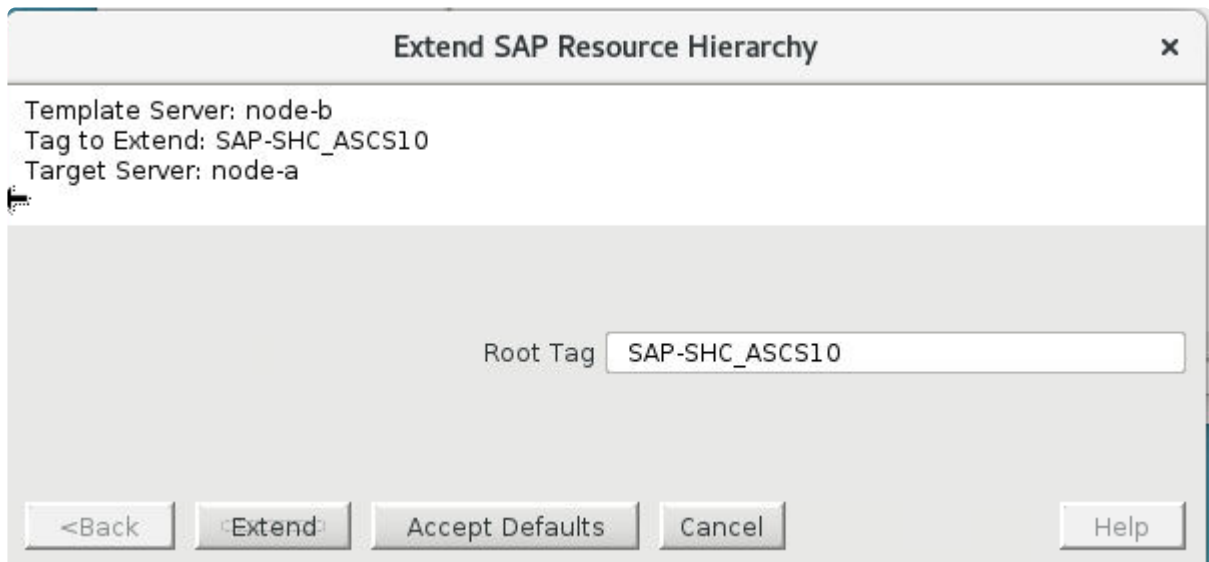 Extend SAP Resource Hierarchy ×
Template Server: node-b
Tag to Extend: SAP-SHC_ASCS10
Target Server: node-a
Root Tag SAP-SHC_ASCS10
<Back Extend Accept Defaults Cancel Help